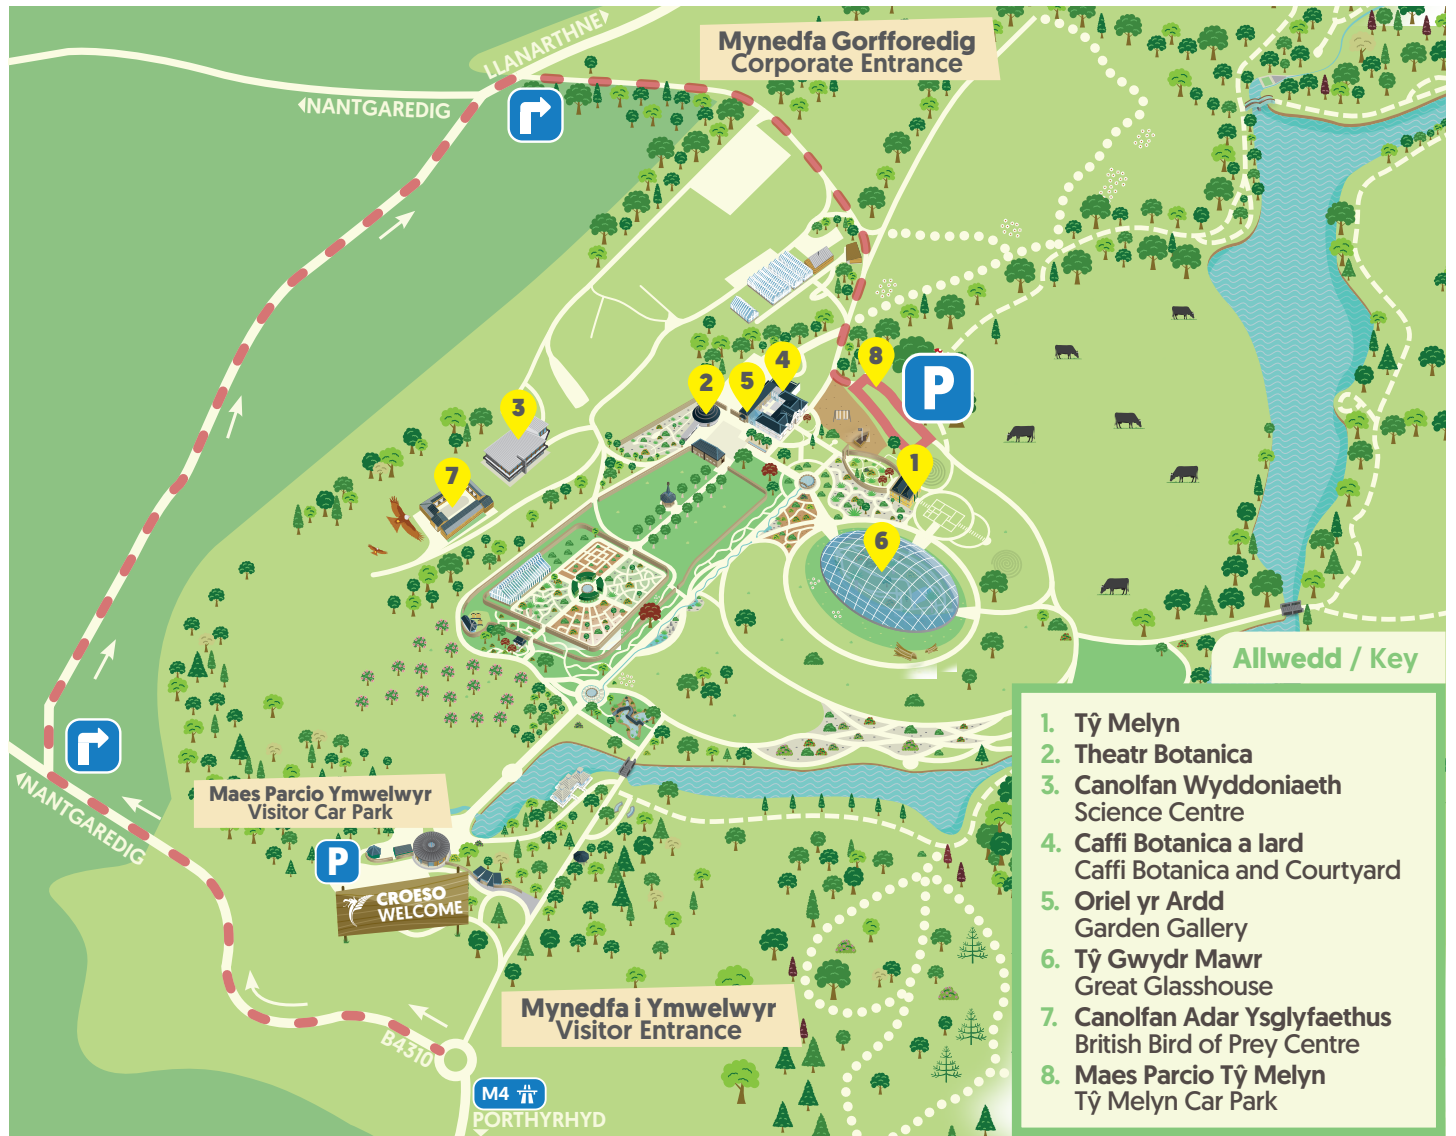 LLANARTHNE
Mynedfa Gorfforedig
Corporate Entrance
NANTGAREDIG
8
4
5
2
P
3
1
7
6
NANTGAREDIG
Maes Parcio Ymwelwyr
Visitor Car Park
P
CROESO
WELCOME
Mynedfa i Ymwelwyr
Visitor Entrance
B4310
M4
PORTHYRHYD
Allwedd / Key
1. Tŷ Melyn
2. Theatr Botanica
3. Canolfan Wyddoniaeth
Science Centre
4. Caffi Botanica a Iard
Caffi Botanica and Courtyard
5. Oriel yr Ardd
Garden Gallery
6. Tŷ Gwydr Mawr
Great Glasshouse
7. Canolfan Adar Ysglyfaethus
British Bird of Prey Centre
8. Maes Parcio Tŷ Melyn
Tŷ Melyn Car Park